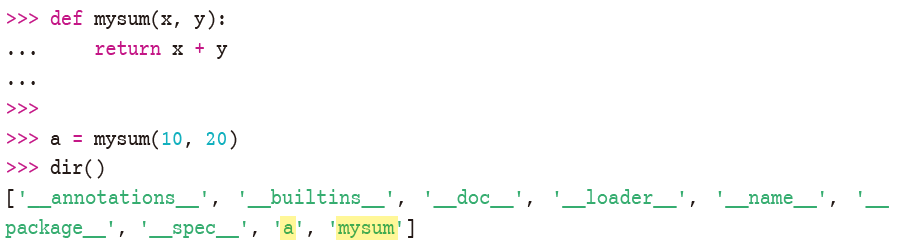 >>> def mysum(x, y):
...     return x + y
...
>>>
>>> a = mysum(10, 20)
>>> dir()
['__annotations__', '__builtins__', '__doc__', '__loader__', '__name__', '__
package__', '__spec__', 'a', 'mysum']